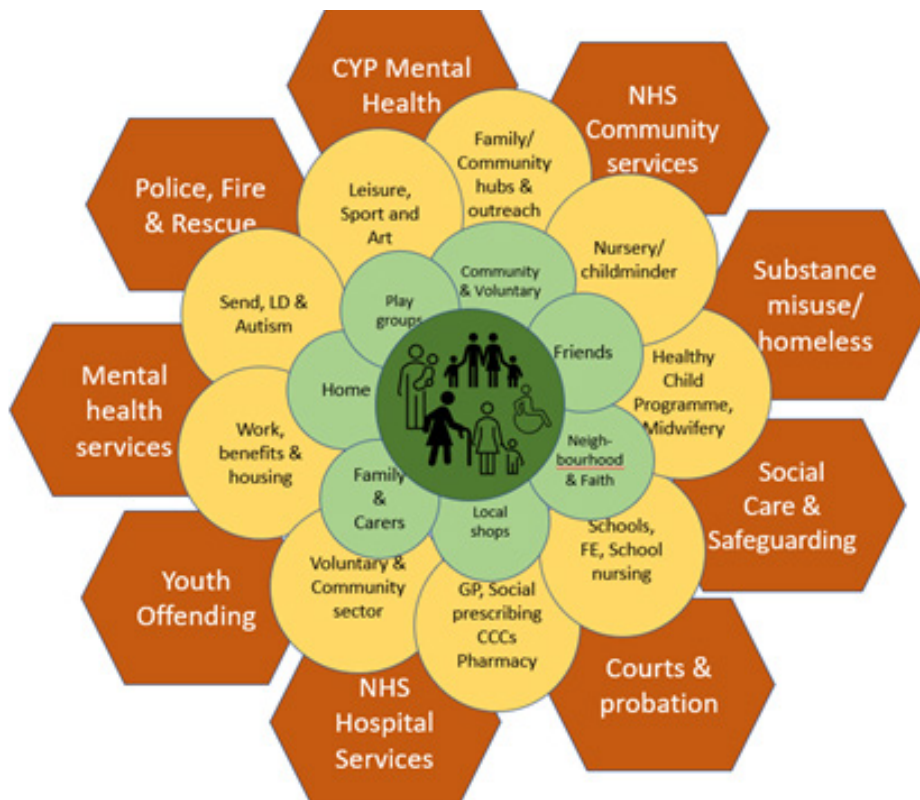 CYP Mental
Health
NHS
Community
services
Substance
misuse/
homeless
Social
Care &
Safeguarding
Courts &
probation
NHS
Hospital
Services
Youth
Offending
Mental
health
services
Police, Fire
& Rescue
Family/
Community
hubs &
outreach
Nursery/
childminder
Healthy
Child
Programme,
Midwifery
Schools,
FE, School
nursing
GP, Social
prescribing
CCCs
Pharmacy
Voluntary &
Community
sector
Work,
benefits &
housing
Send, LD &
Autism
Leisure,
Sport and
Art
Community
& Voluntary
Friends
Neigh-
bourhood
& Faith
Local
shops
Family
&
Carers
Home
Play
groups